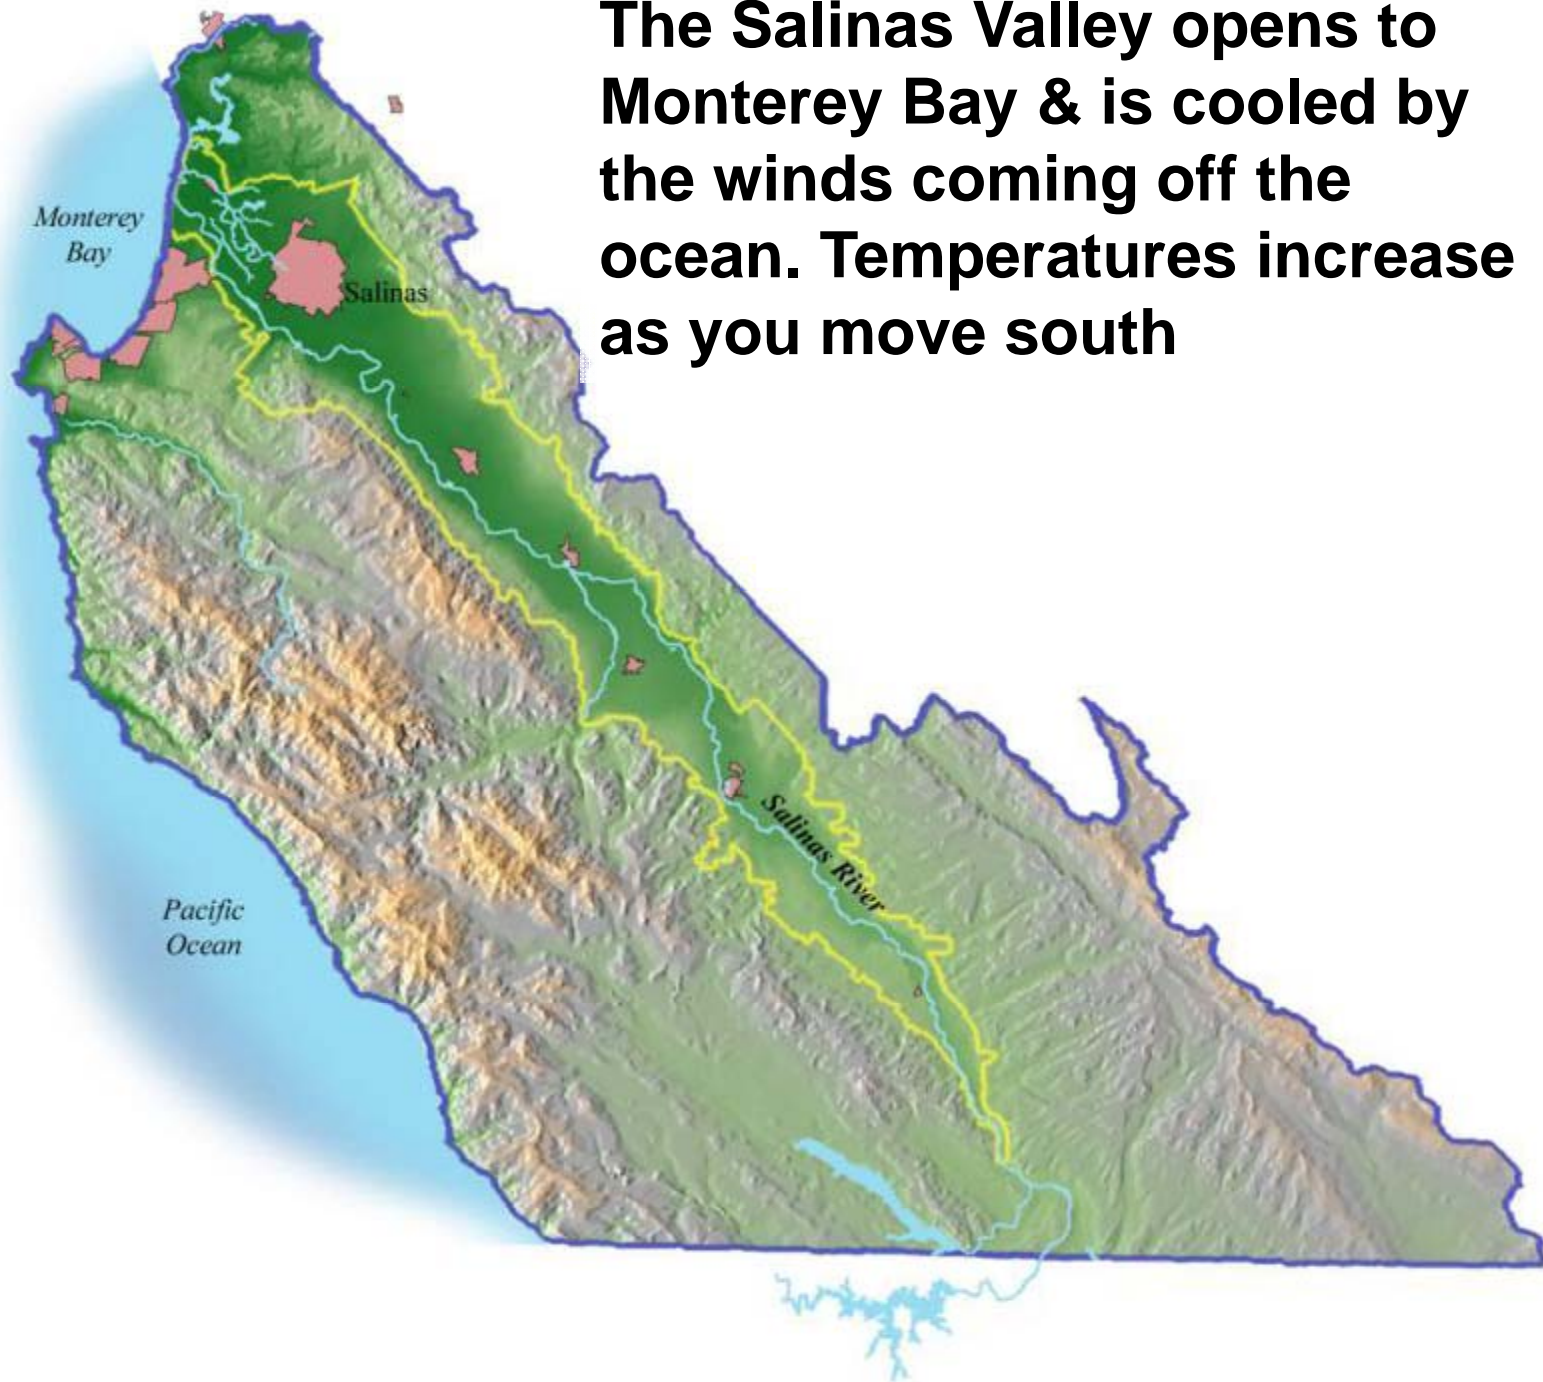 The Salinas Valley opens to
Monterey Bay & is cooled by
the winds coming off the
ocean. Temperatures increase
as you move south
Monterey
Bay
Salinas
Salinas River
Pacific
Ocean